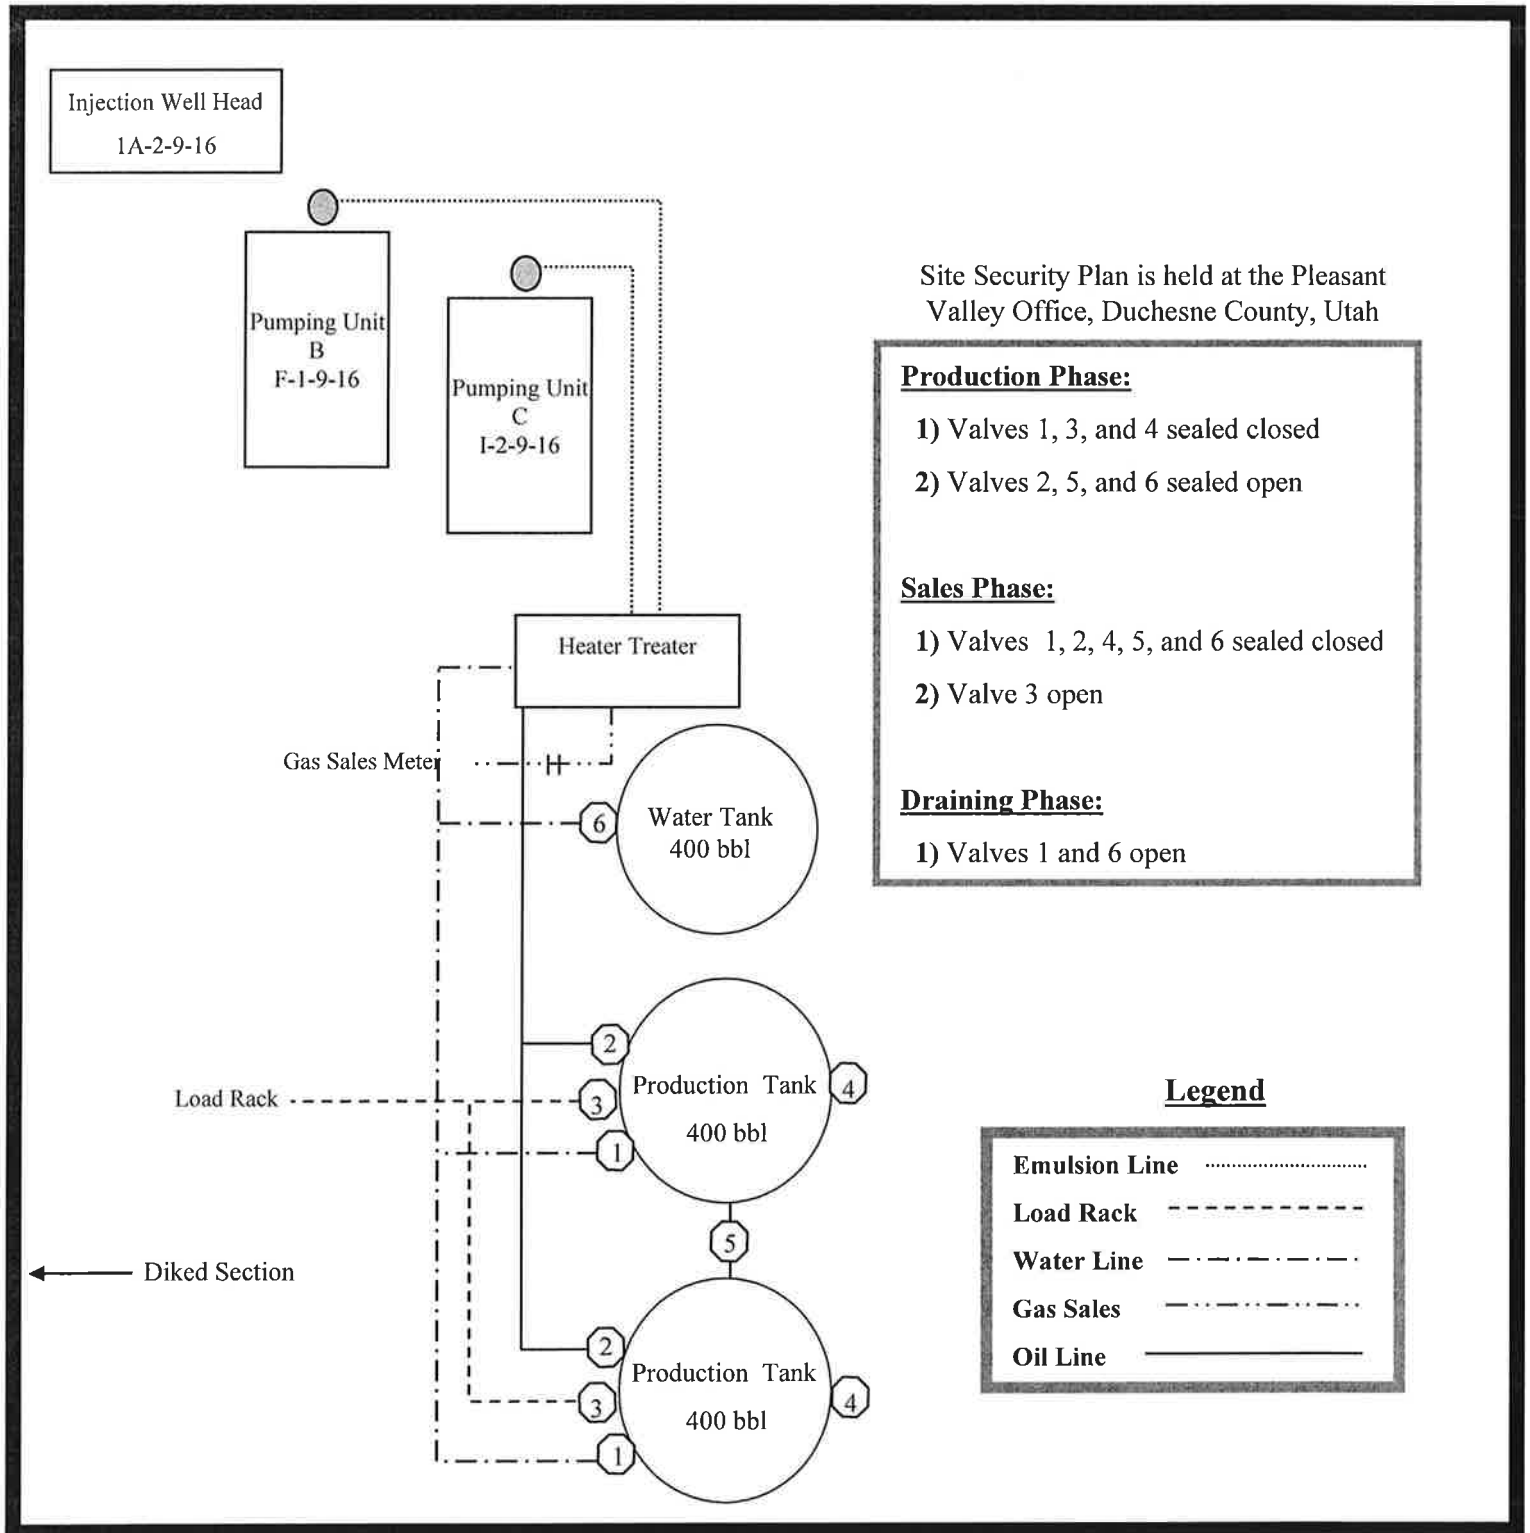 Injection Well Head
1A-2-9-16
Pumping Unit
B
F-1-9-16
Pumping Unit
C
I-2-9-16
Site Security Plan is held at the Pleasant
Valley Office, Duchesne County, Utah
Production Phase:
1) Valves 1, 3, and 4 sealed closed
2) Valves 2, 5, and 6 sealed open
Sales Phase:
1) Valves 1, 2, 4, 5, and 6 sealed closed
2) Valve 3 open
Draining Phase:
1) Valves 1 and 6 open
Heater Treater
Gas Sales Meter
6
Water Tank
400 bbl
2
Load Rack
3
1
Production Tank
400 bbl
4
5
Diked Section
2
3
1
Production Tank
400 bbl
4
Legend
Emulsion Line
Load Rack
Water Line
Gas Sales
Oil Line